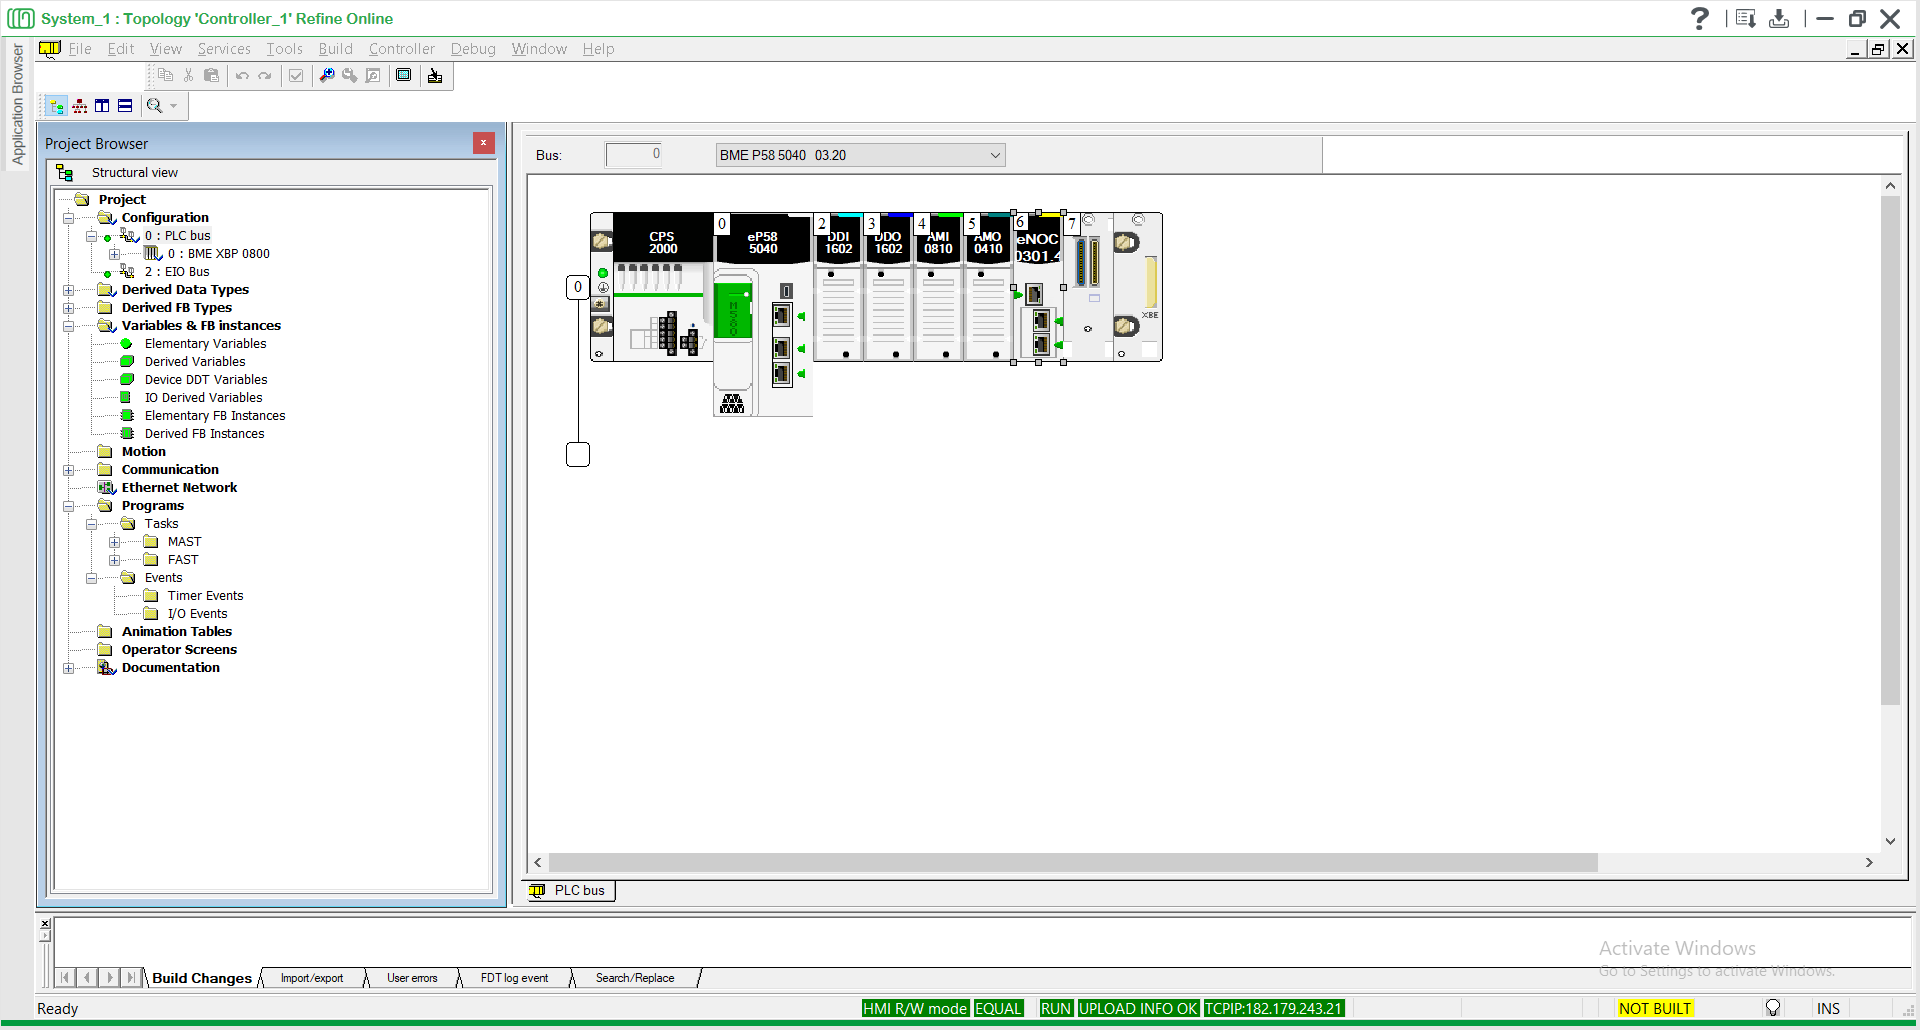 System_1 : Topology 'Controller_1' Refine Online
Application Browser
File Edit View Services Tools Build Controller Debug Window Help
Project Browser
Structural view
Project
Configuration
0 : PLC bus
0 : BME XBP 0800
2 : EIO Bus
Derived Data Types
Derived FB Types
Variables & FB instances
Elementary Variables
Derived Variables
Device DDT Variables
IO Derived Variables
Elementary FB Instances
Derived FB Instances
Motion
Communication
Ethernet Network
Programs
Tasks
MAST
FAST
Events
Timer Events
I/O Events
Animation Tables
Operator Screens
Documentation
Bus: 0 BME P58 5040 03.20
0 2 3 4 5 6 7
CPS eP58 DDI DDO AMI AMO eNOC
2000 5040 1602 1602 0810 0410 0301.4
0
M580
XBE
PLC bus
Build Changes Import/export User errors FDT log event Search/Replace
Activate Windows
Go to Settings to activate Windows.
Ready HMI R/W mode EQUAL RUN UPLOAD INFO OK TCPIP:182.179.243.21 NOT BUILT INS